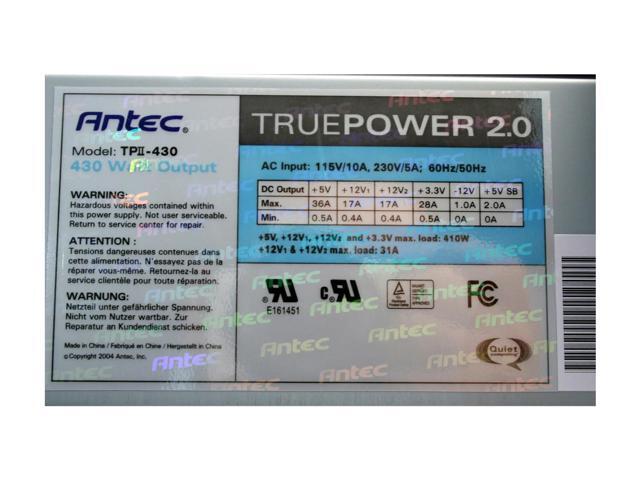 Antec®
Model: TPII-430
430 Watt Output
WARNING:
Hazardous voltages contained within
this power supply. Not user serviceable.
Return to service center for repair.
ATTENTION :
Tensions dangereuses contenues dans
cette alimentation. N'essayez pas de la
réparer vous-même. Retournez au
service clientèle pour toute réparation.
WARNUNG:
Netzteil unter gefährlicher Spannung.
Nicht vom Nutzer wartbar. Zur
Reparatur an Kundendienst schicken.
Made in China / Fabriqué en Chine / Hergestellt in China
©Copyright 2004 Antec, Inc.
TRUEPOWER 2.0
AC Input: 115V/10A, 230V/5A; 60Hz/50Hz
DC Output +5V +12V1 +12V2 +3.3V -12V +5V SB
Max. 36A 17A 17A 28A 1.0A 2.0A
Min. 0.5A 0.4A 0.4A 0.5A 0A 0A
+5V, +12V1, +12V2 and +3.3V max. load: 410W
+12V1 & +12V2 max. load: 31A
E161451
FC
Quiet
computing